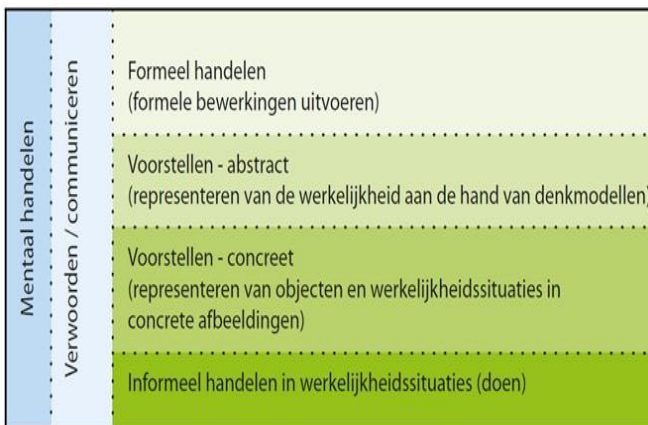 Mentaal handelen
Verwoorden / communiceren
Formeel handelen
(formele bewerkingen uitvoeren)
Voorstellen - abstract
(representeren van de werkelijkheid aan de hand van denkmodellen)
Voorstellen - concreet
(representeren van objecten en werkelijkheidssituaties in
concrete afbeeldingen)
Informeel handelen in werkelijkheidssituaties (doen)